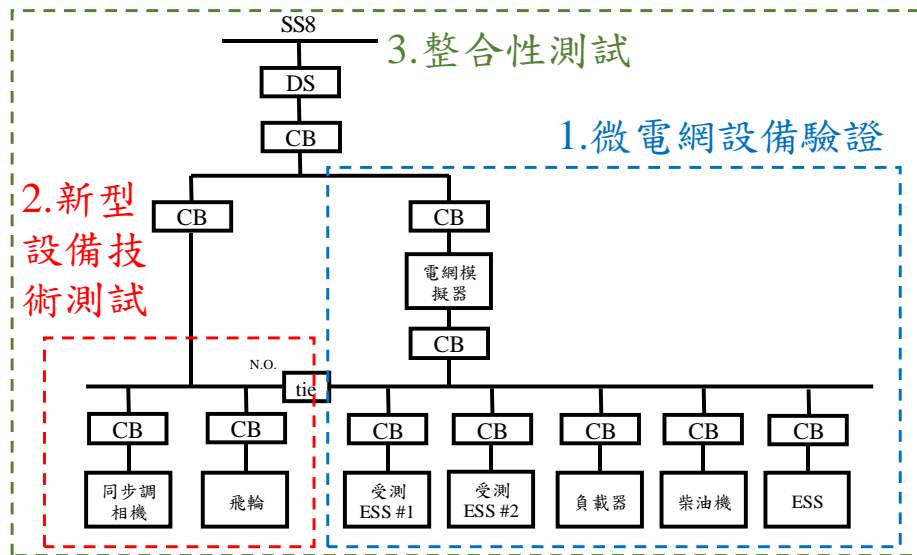 SS8
3.整合性測試
DS
CB
1.微電網設備驗證
2.新型
設備技
術測試
CB
CB
電網模
擬器
CB
N.O.
tie
CB
CB
CB
CB
CB
CB
CB
同步調
相機
飛輪
受測
ESS #1
受測
ESS #2
負載器
柴油機
ESS